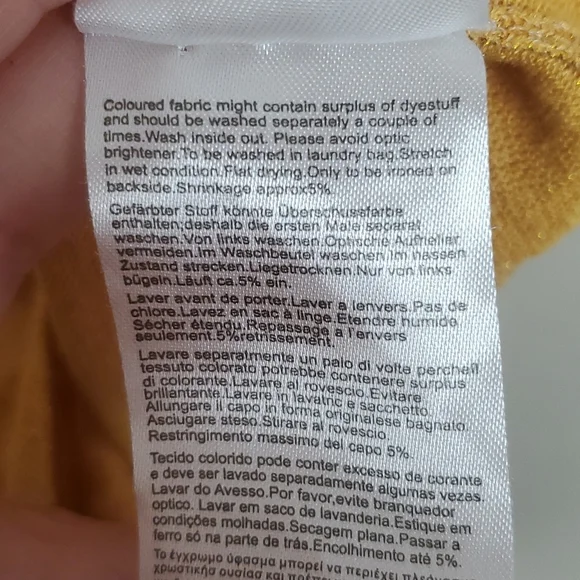 Coloured fabric might contain surplus of dyestuff
and should be washed separately a couple of
times.Wash inside out. Please avoid optic
brightener.To be washed in laundry bag.Stretch
in wet condition.Flat drying.Only to be ironed on
backside.Shrinkage approx5%.
Gefärbter Stoff könnte Überschussfarbe
enthalten;deshalb die ersten Male separat
waschen.Von links waschen.Optische Aufheller
vermeiden.Im Waschbeutel waschen.Im nassen
Zustand strecken.Liegetrocknen.Nur von links
bügeln.Läuft ca.5% ein.
Laver avant de porter.Laver a lenvers.Pas de
chlore.Lavez en sac à linge.Etendre humide
Sécher étendu.Repassage a l'envers
seulement.5%retrissement.
Lavare separatmente un paio di volta percheil
tessuto colorato potrebbe contenere surplus
di colorante.Lavare al rovescio.Evitare
brillantante.Lavare in lavatric e sacchetto.
Allungare il capo in forma originalese bagnato.
Asciugare steso.Stirare al rovescio.
Restringimento massimo del capo 5%.
Tecido colorido pode conter excesso de corante
e deve ser lavado separadamente algumas vezes.
Lavar do Avesso.Por favor,evite branquedor
optico. Lavar em saco de lavanderia.Estique em
condições molhadas.Secagem plana.Passar a
ferro só na parte de trás.Encolhimento até 5%.
Το έγχρωμο ύφασμα μπορεί να περιέχει
χρωστική ουσία και